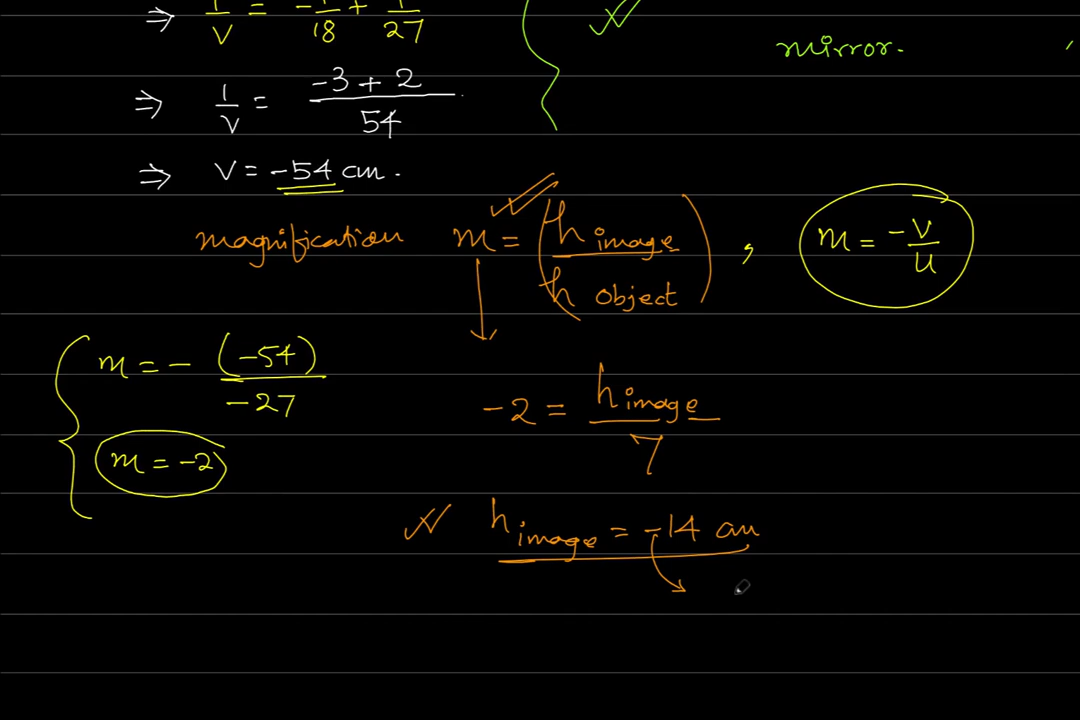 ⇒ 1/V = -1/18 + 1/27
mirror.
⇒ 1/V = (-3 + 2)/54
⇒ V = -54 cm.
magnification m = (h image / h object), m = -V/u
m = - (-54)/-27
-2 = h image / 7
m = -2
h image = -14 cm